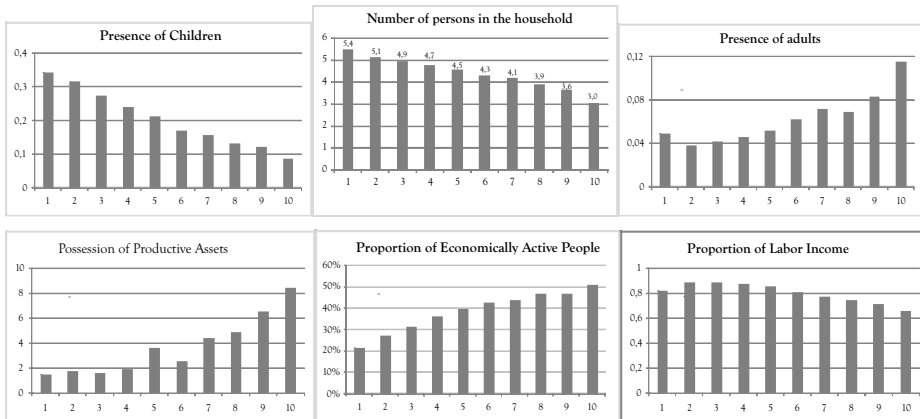 Presence of Children
0,4
0,3
0,2
0,1
0
1 2 3 4 5 6 7 8 9 10
Number of persons in the household
6
5
4
3
2
1
0
5,4 5,1 4,9 4,7 4,5 4,3 4,1 3,9 3,6 3,0
1 2 3 4 5 6 7 8 9 10
Presence of adults
0,12
0,08
0,04
0
1 2 3 4 5 6 7 8 9 10
Possession of Productive Assets
10
8
6
4
2
0
1 2 3 4 5 6 7 8 9 10
Proportion of Economically Active People
60%
50%
40%
30%
20%
10%
0%
1 2 3 4 5 6 7 8 9 10
Proportion of Labor Income
1
0,8
0,6
0,4
0,2
0
1 2 3 4 5 6 7 8 9 10